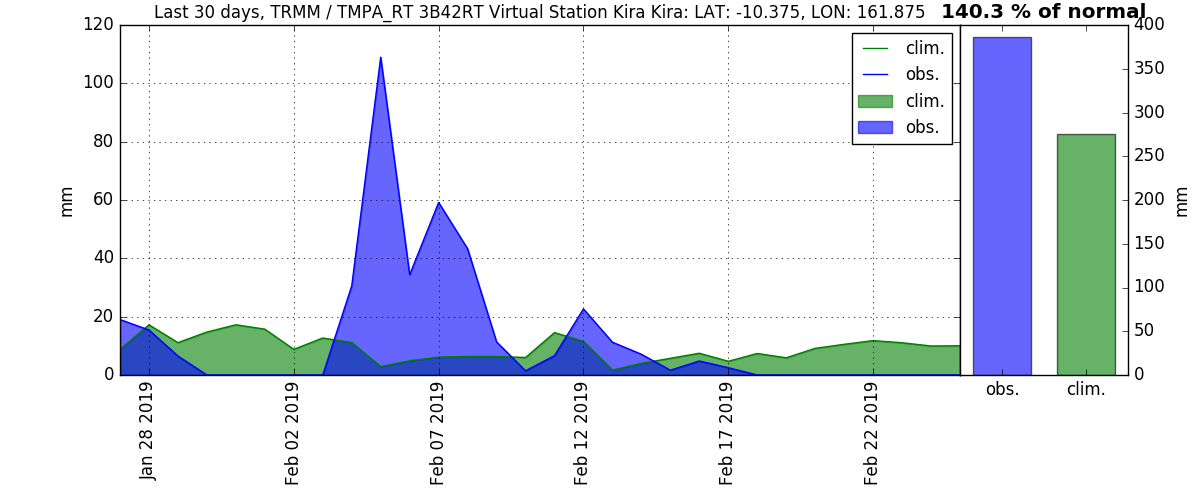 Last 30 days, TRMM / TMPA_RT 3B42RT Virtual Station Kira Kira: LAT: -10.375, LON: 161.875
140.3 % of normal
120
100
80
60
40
20
0
mm
clim.
obs.
clim.
obs.
Jan 28 2019
Feb 02 2019
Feb 07 2019
Feb 12 2019
Feb 17 2019
Feb 22 2019
400
350
300
250
200
150
100
50
0
mm
obs.
clim.